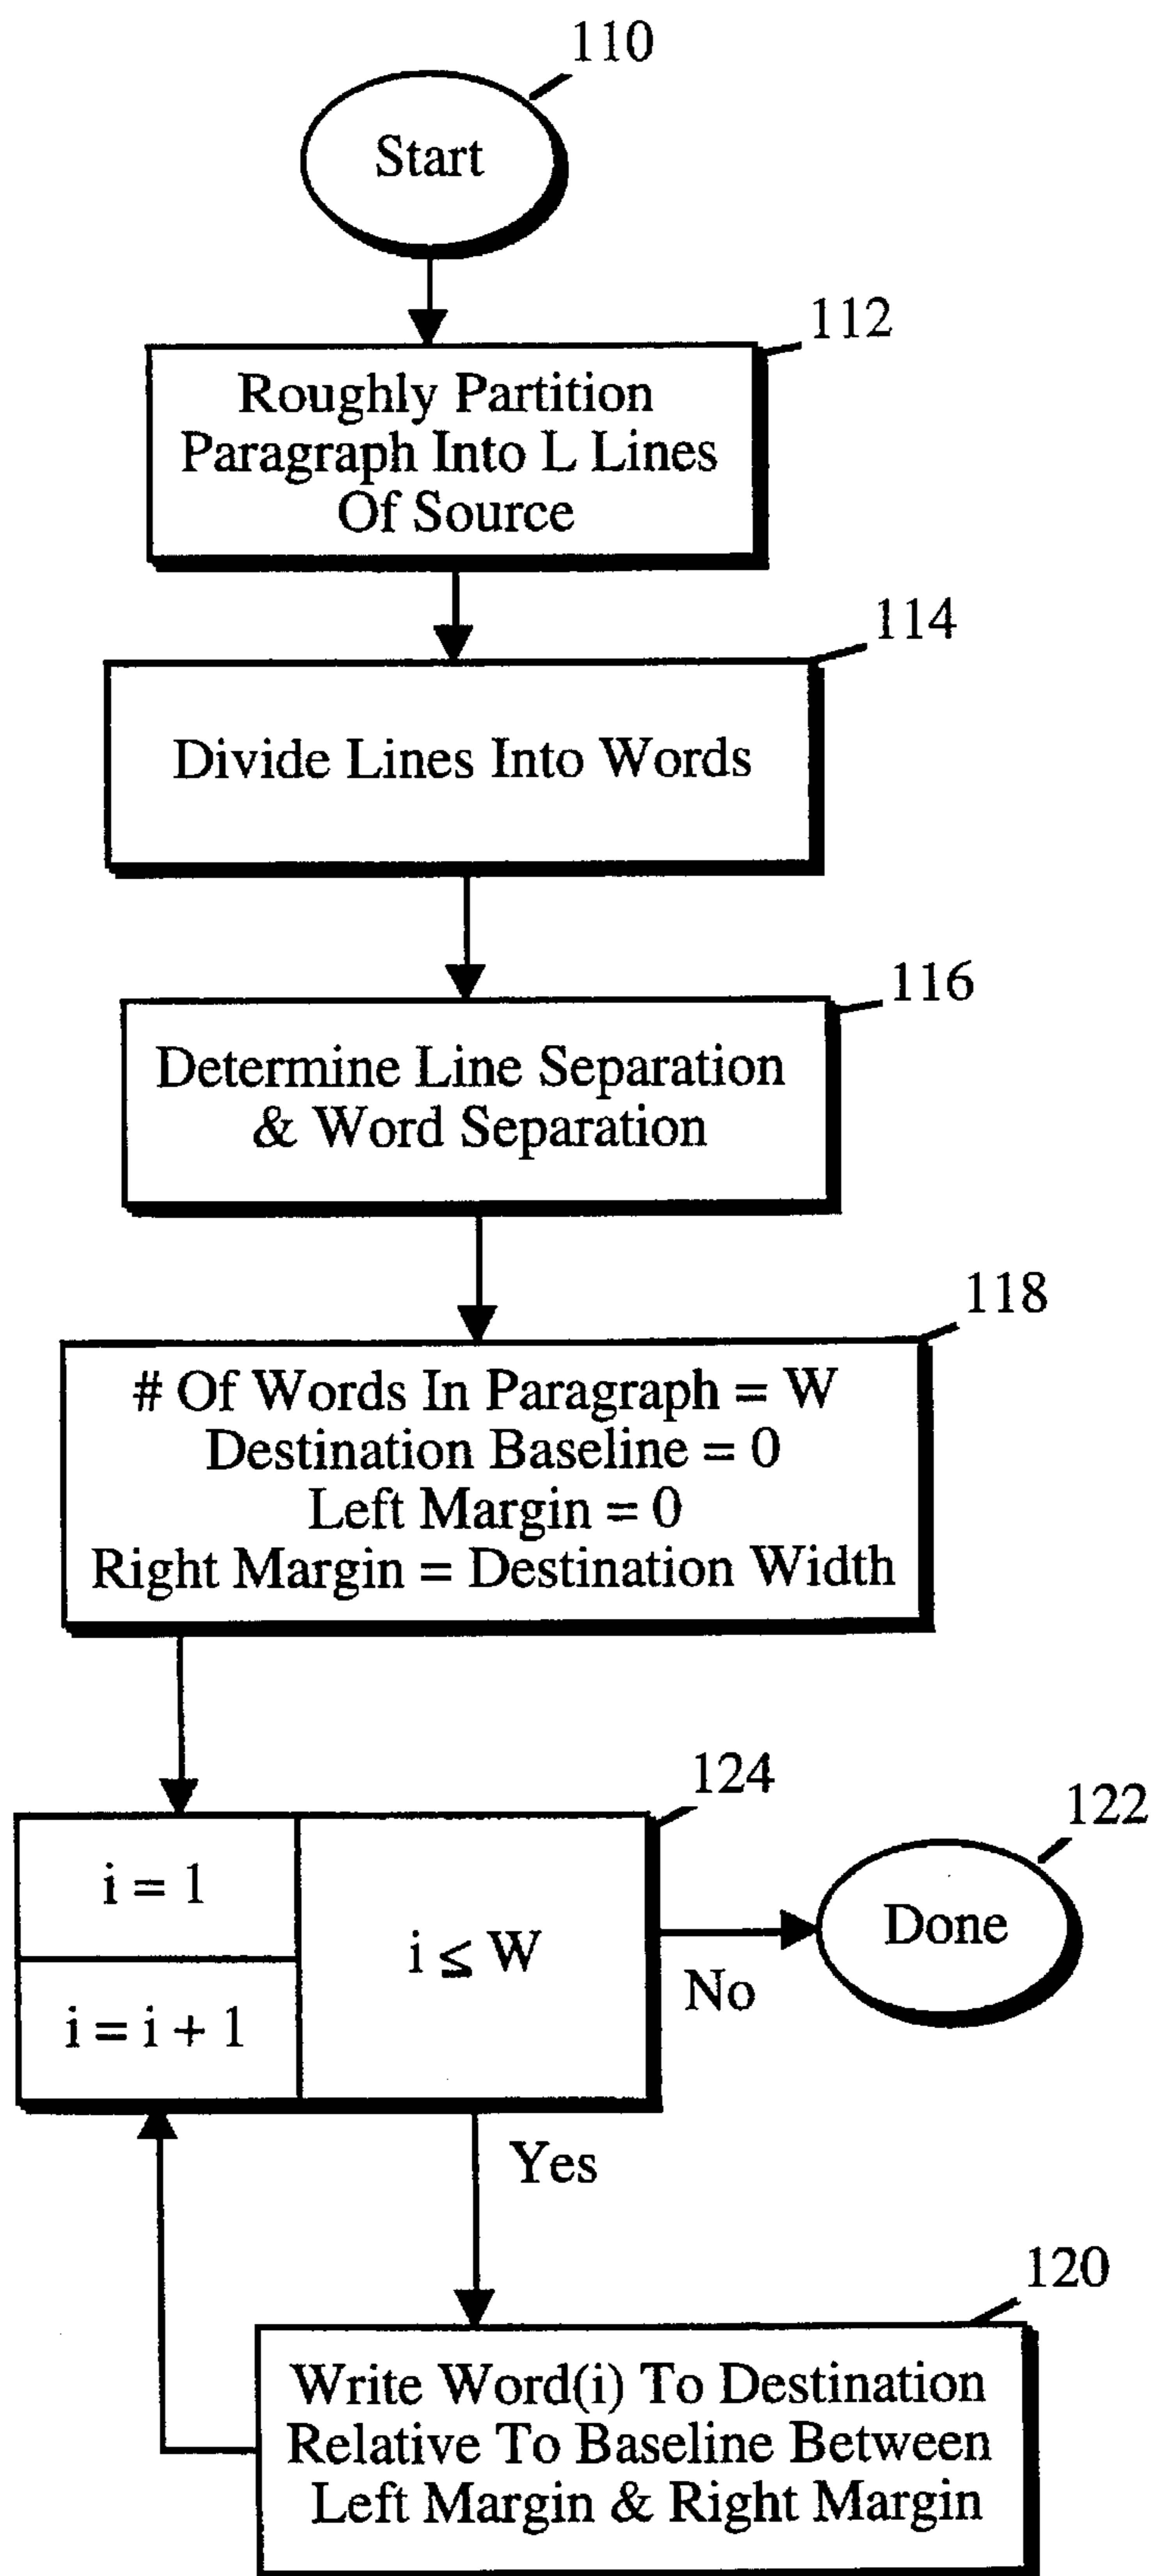 110
Start
112
Roughly Partition
Paragraph Into L Lines
Of Source
114
Divide Lines Into Words
116
Determine Line Separation
& Word Separation
118
# Of Words In Paragraph = W
Destination Baseline = 0
Left Margin = 0
Right Margin = Destination Width
124
122
i = 1
i ≤ W
Done
No
i = i + 1
Yes
120
Write Word(i) To Destination
Relative To Baseline Between
Left Margin & Right Margin